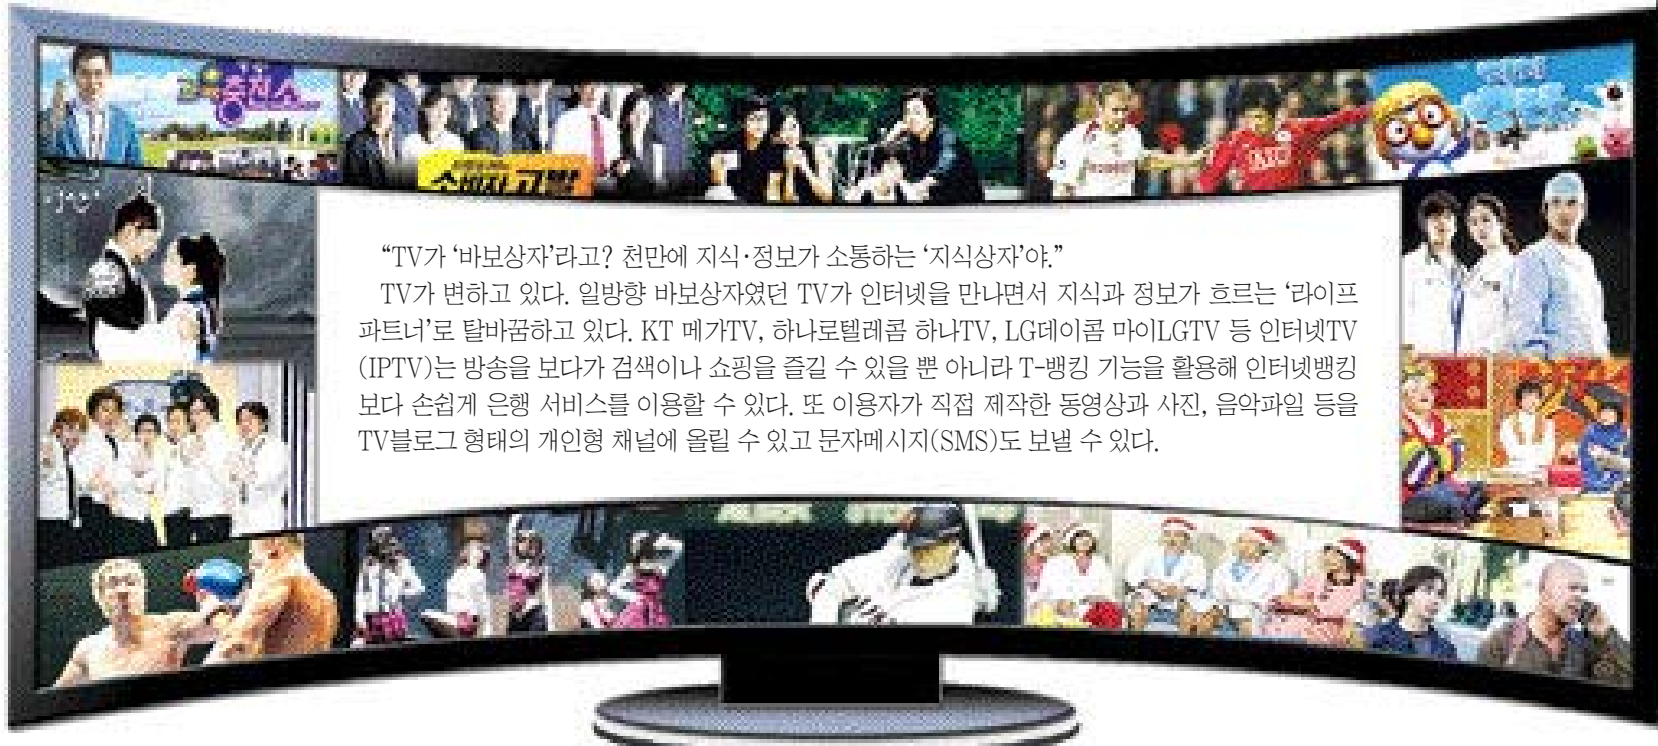 충전소
소비자 고발
AIG
“TV가 ‘바보상자’라고? 천만에 지식·정보가 소통하는 ‘지식상자’야.”
TV가 변하고 있다. 일방향 바보상자였던 TV가 인터넷을 만나면서 지식과 정보가 흐르는 ‘라이프
파트너’로 탈바꿈하고 있다. KT 메가TV, 하나로텔레콤 하나TV, LG데이콤 마이LGTV 등 인터넷TV
(IPTV)는 방송을 보다가 검색이나 쇼핑을 즐길 수 있을 뿐 아니라 T-뱅킹 기능을 활용해 인터넷뱅킹
보다 손쉽게 은행 서비스를 이용할 수 있다. 또 이용자가 직접 제작한 동영상과 사진, 음악파일 등을
TV블로그 형태의 개인형 채널에 올릴 수 있고 문자메시지(SMS)도 보낼 수 있다.